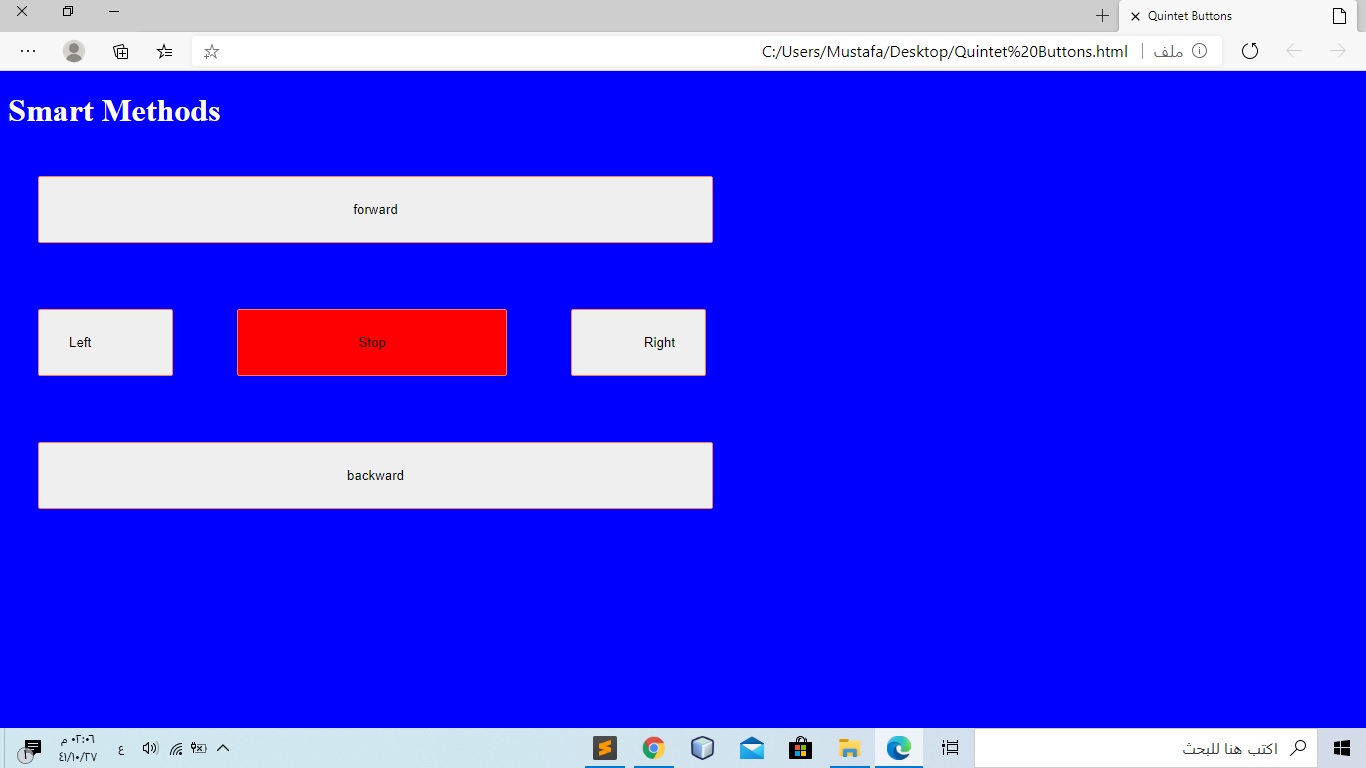 Quintet Buttons
C:/Users/Mustafa/Desktop/Quintet%20Buttons.html
ملف
Smart Methods
forward
Left
Stop
Right
backward
اكتب هنا للبحث
ع
٠٢:٠٦ م
٤١/١٠/٢٧
١